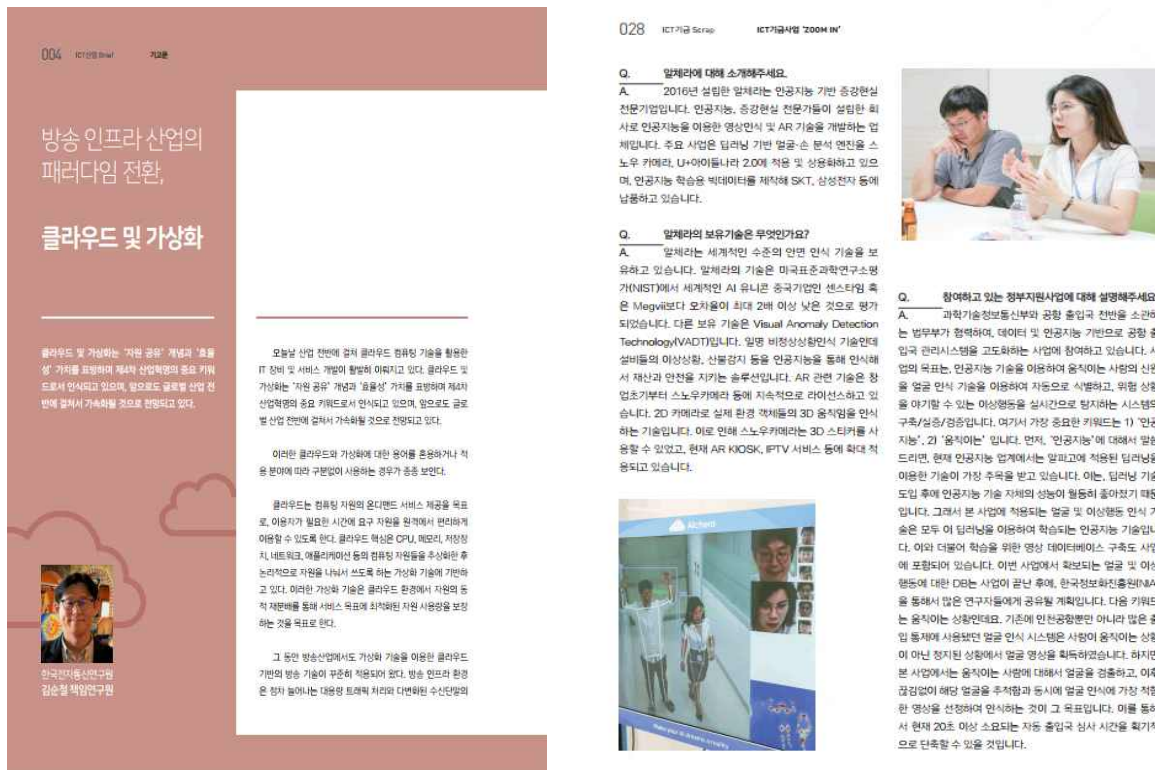 004 ICT산업 Brief 기고문
방송 인프라 산업의
패러다임 전환,
클라우드 및 가상화
클라우드 및 가상화는 '자원 공유' 개념과 '효율
성' 가치를 표방하며 제4차 산업혁명의 중요 키워
드로서 인식되고 있으며, 앞으로도 글로벌 산업 전
반에 걸쳐서 가속화될 것으로 전망되고 있다.
한국전자통신연구원
김순철 책임연구원
오늘날 산업 전반에 걸쳐 클라우드 컴퓨팅 기술을 활용한
IT 장비 및 서비스 개발이 활발히 이뤄지고 있다. 클라우드 및
가상화는 '자원 공유' 개념과 '효율성' 가치를 표방하며 제4차
산업혁명의 중요 키워드로서 인식되고 있으며, 앞으로도 글로
벌 산업 전반에 걸쳐서 가속화될 것으로 전망되고 있다.
이러한 클라우드와 가상화에 대한 용어를 혼용하거나 적
용 분야에 따라 구분없이 사용하는 경우가 종종 보인다.
클라우드는 컴퓨팅 자원의 온디맨드 서비스 제공을 목표
로, 이용자가 필요한 시간에 요구 자원을 원격에서 편리하게
이용할 수 있도록 한다. 클라우드 핵심은 CPU, 메모리, 저장장
치, 네트워크, 애플리케이션 등의 컴퓨팅 자원들을 추상화한 후
논리적으로 자원을 나눠서 쓰도록 하는 가상화 기술에 기반하
고 있다. 이러한 가상화 기술은 클라우드 환경에서 자원의 동
적 재분배를 통해 서비스 목표에 최적화된 자원 사용량을 보장
하는 것을 목표로 한다.
그 동안 방송산업에서도 가상화 기술을 이용한 클라우드
기반의 방송 기술이 꾸준히 적용되어 왔다. 방송 인프라 환경
은 점차 늘어나는 대용량 트래픽 처리와 다변화된 수신단말의
028 ICT기금 Scrap ICT기금사업 'ZOOM IN'
Q. 알체라에 대해 소개해주세요.
A. 2016년 설립한 알체라는 인공지능 기반 증강현실
전문기업입니다. 인공지능, 증강현실 전문가들이 설립한 회
사로 인공지능을 이용한 영상인식 및 AR 기술을 개발하는 업
체입니다. 주요 사업은 딥러닝 기반 얼굴·손 분석 엔진을 스
노우 카메라, U+아이들나라 2.0에 적용 및 상용화하고 있으
며, 인공지능 학습용 빅데이터를 제작해 SKT, 삼성전자 등에
납품하고 있습니다.
Q. 알체라의 보유기술은 무엇인가요?
A. 알체라는 세계적인 수준의 안면 인식 기술을 보
유하고 있습니다. 알체라의 기술은 미국표준과학연구소평
가(NIST)에서 세계적인 AI 유니콘 중국기업인 센스타임 혹
은 Megvii보다 오차율이 최대 2배 이상 낮은 것으로 평가
되었습니다. 다른 보유 기술은 Visual Anomaly Detection
Technology(VADT)입니다. 일명 비정상상황인식 기술인데
설비들의 이상상황, 산불감지 등을 인공지능을 통해 인식해
서 재산과 안전을 지키는 솔루션입니다. AR 관련 기술은 창
업초기부터 스노우카메라 등에 지속적으로 라이선스하고 있
습니다. 2D 카메라로 실제 환경 객체들의 3D 움직임을 인식
하는 기술입니다. 이로 인해 스노우카메라는 3D 스티커를 사
용할 수 있었고, 현재 AR KIOSK, IPTV 서비스 등에 확대 적
용되고 있습니다.
Alchera
Q. 참여하고 있는 정부지원사업에 대해 설명해주세요
A. 과학기술정보통신부와 공항 출입국 전반을 소관하
는 법무부가 협력하여, 데이터 및 인공지능 기반으로 공항 출
입국 관리시스템을 고도화하는 사업에 참여하고 있습니다. 사
업의 목표는, 인공지능 기술을 이용하여 움직이는 사람의 신원
을 얼굴 인식 기술을 이용하여 자동으로 식별하고, 위험 상황
을 야기할 수 있는 이상행동을 실시간으로 탐지하는 시스템의
구축/실증/검증입니다. 여기서 가장 중요한 키워드는 1) '인공
지능', 2) '움직이는' 입니다. 먼저, '인공지능'에 대해서 말씀
드리면, 현재 인공지능 업계에서는 알파고에 적용된 딥러닝을
이용한 기술이 가장 주목을 받고 있습니다. 이는, 딥러닝 기술
도입 후에 인공지능 기술 자체의 성능이 월등히 좋아졌기 때문
입니다. 그래서 본 사업에 적용되는 얼굴 및 이상행동 인식 기
술은 모두 이 딥러닝을 이용하여 학습되는 인공지능 기술입니
다. 이와 더불어 학습을 위한 영상 데이터베이스 구축도 사업
에 포함되어 있습니다. 이번 사업에서 확보되는 얼굴 및 이상
행동에 대한 DB는 사업이 끝난 후에, 한국정보화진흥원(NIA)
을 통해서 많은 연구자들에게 공유될 계획입니다. 다음 키워드
는 움직이는 상황인데요. 기존에 인천공항뿐만 아니라 많은 출
입 통제에 사용됐던 얼굴 인식 시스템은 사람이 움직이는 상황
이 아닌 정지된 상황에서 얼굴 영상을 획득하였습니다. 하지만
본 사업에서는 움직이는 사람에 대해서 얼굴을 검출하고, 이후
끊김없이 해당 얼굴을 추적함과 동시에 얼굴 인식에 가장 적합
한 영상을 선정하여 인식하는 것이 그 목표입니다. 이를 통해
서 현재 20초 이상 소요되는 자동 출입국 심사 시간을 획기적
으로 단축할 수 있을 것입니다.